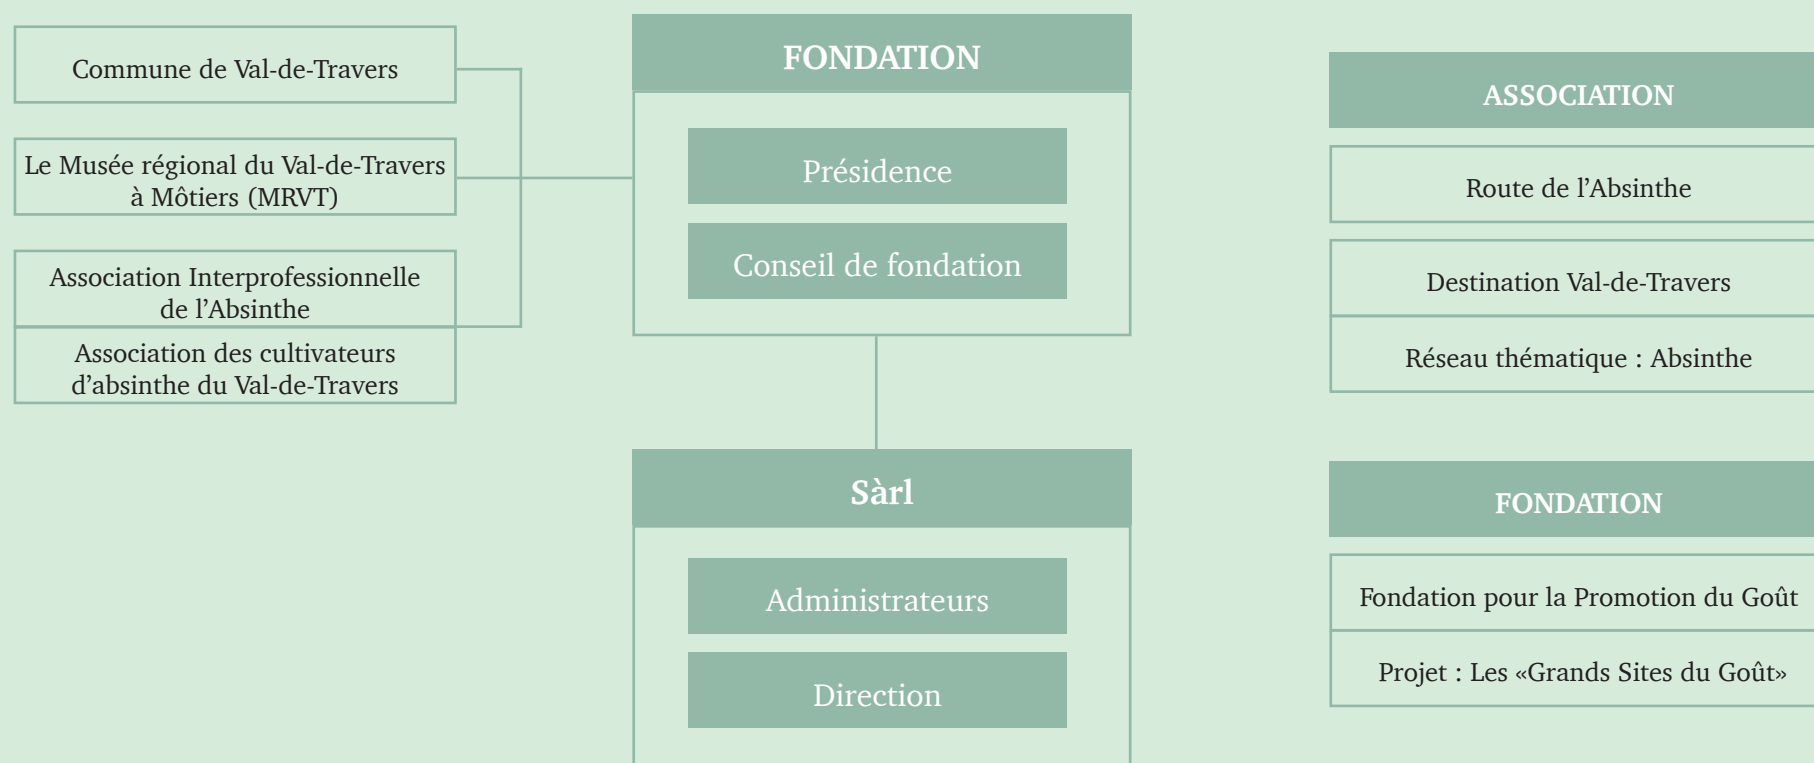 Commune de Val-de-Travers
Le Musée régional du Val-de-Travers
à Môtiers (MRVT)
Association Interprofessionnelle
de l’Absinthe
Association des cultivateurs
d’absinthe du Val-de-Travers
FONDATION
Présidence
Conseil de fondation
Sàrl
Administrateurs
Direction
ASSOCIATION
Route de l’Absinthe
Destination Val-de-Travers
Réseau thématique : Absinthe
FONDATION
Fondation pour la Promotion du Goût
Projet : Les «Grands Sites du Goût»